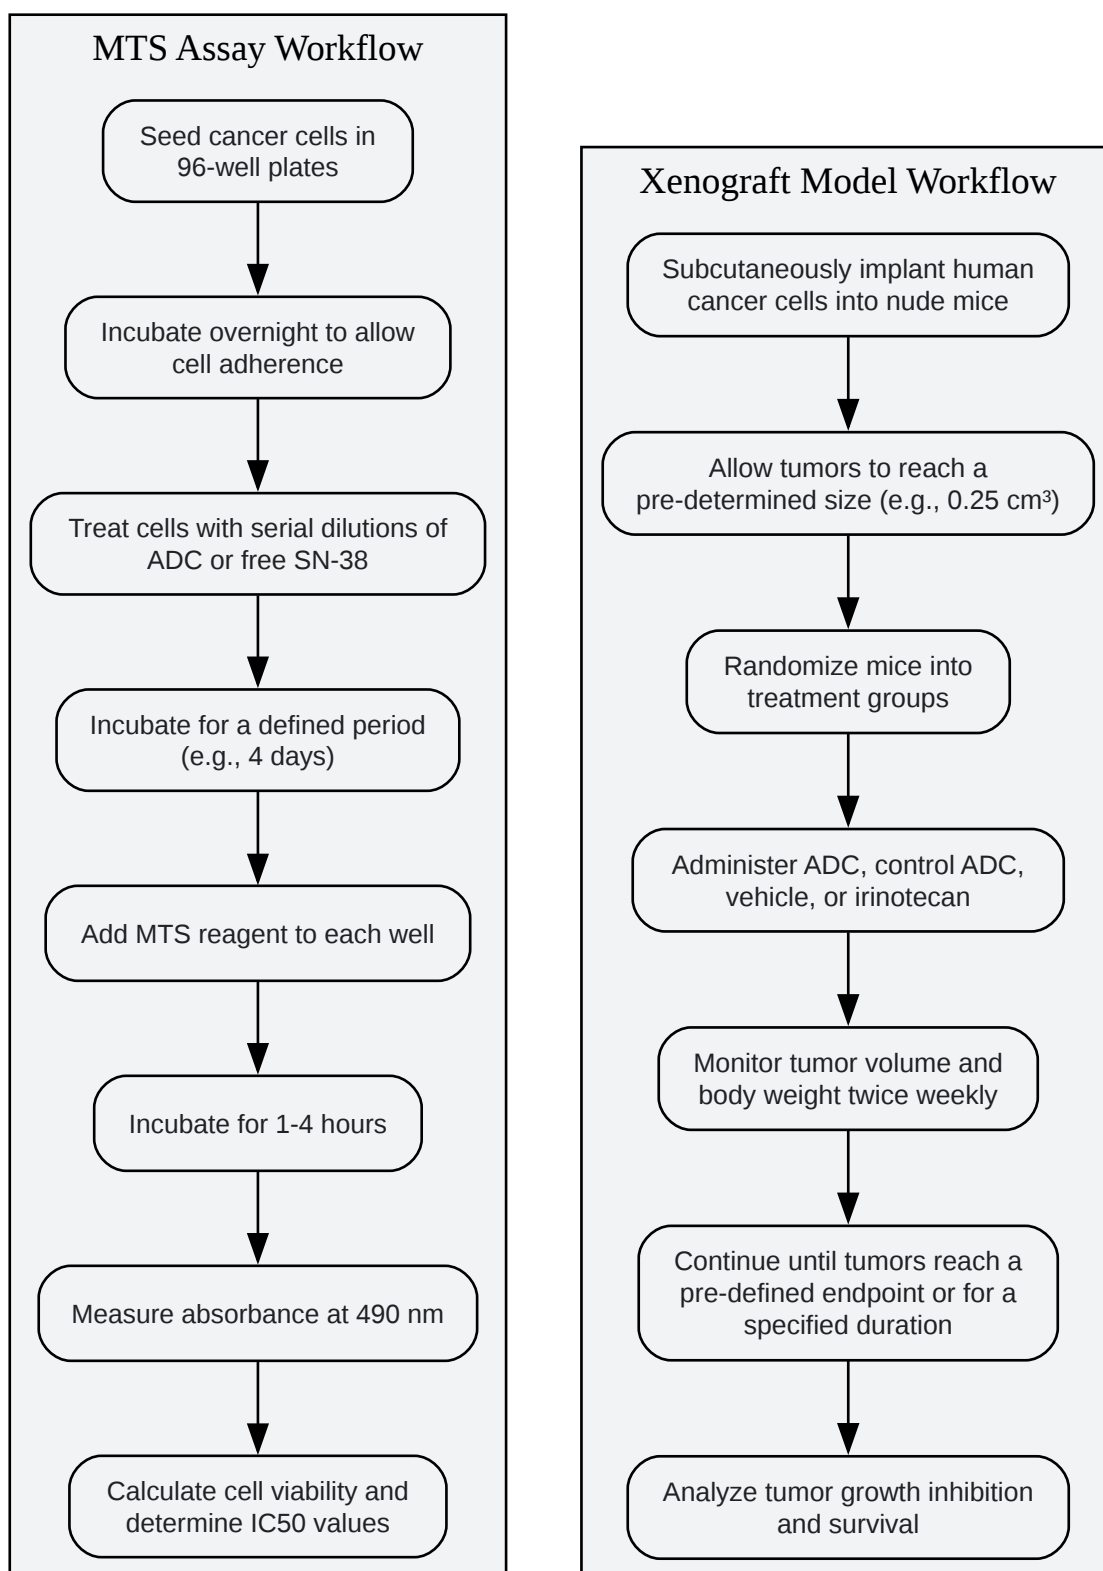 MTS Assay Workflow
Seed cancer cells in
96-well plates
Incubate overnight to allow
cell adherence
Treat cells with serial dilutions of
ADC or free SN-38
Incubate for a defined period
(e.g., 4 days)
Add MTS reagent to each well
Incubate for 1-4 hours
Measure absorbance at 490 nm
Calculate cell viability and
determine IC50 values
Xenograft Model Workflow
Subcutaneously implant human
cancer cells into nude mice
Allow tumors to reach a
pre-determined size (e.g., 0.25 cm³)
Randomize mice into
treatment groups
Administer ADC, control ADC,
vehicle, or irinotecan
Monitor tumor volume and
body weight twice weekly
Continue until tumors reach a
pre-defined endpoint or for a
specified duration
Analyze tumor growth inhibition
and survival